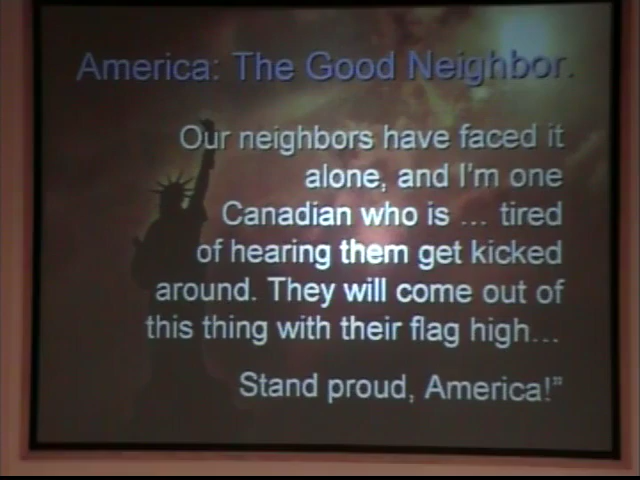 America: The Good Neighbor.
Our neighbors have faced it
alone, and I'm one
Canadian who is ... tired
of hearing them get kicked
around. They will come out of
this thing with their flag high...
Stand proud, America!”